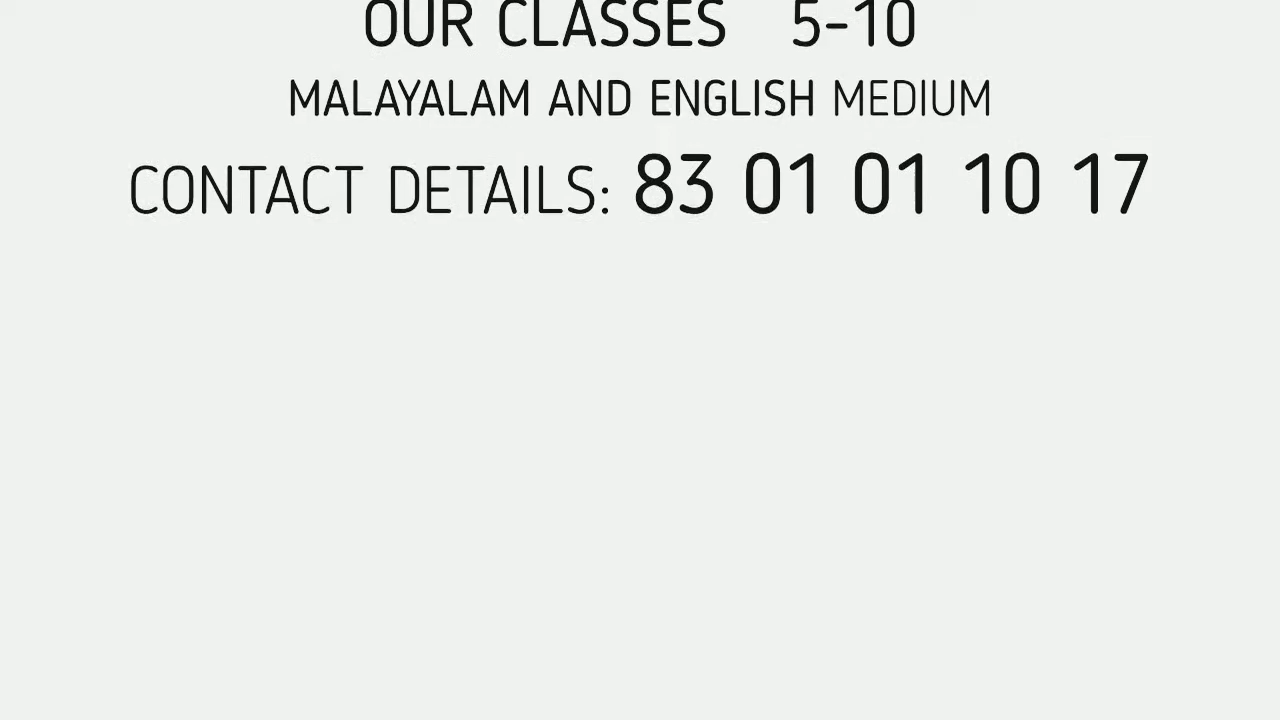 OUR CLASSES 5-10
MALAYALAM AND ENGLISH MEDIUM
CONTACT DETAILS: 83 01 01 10 17